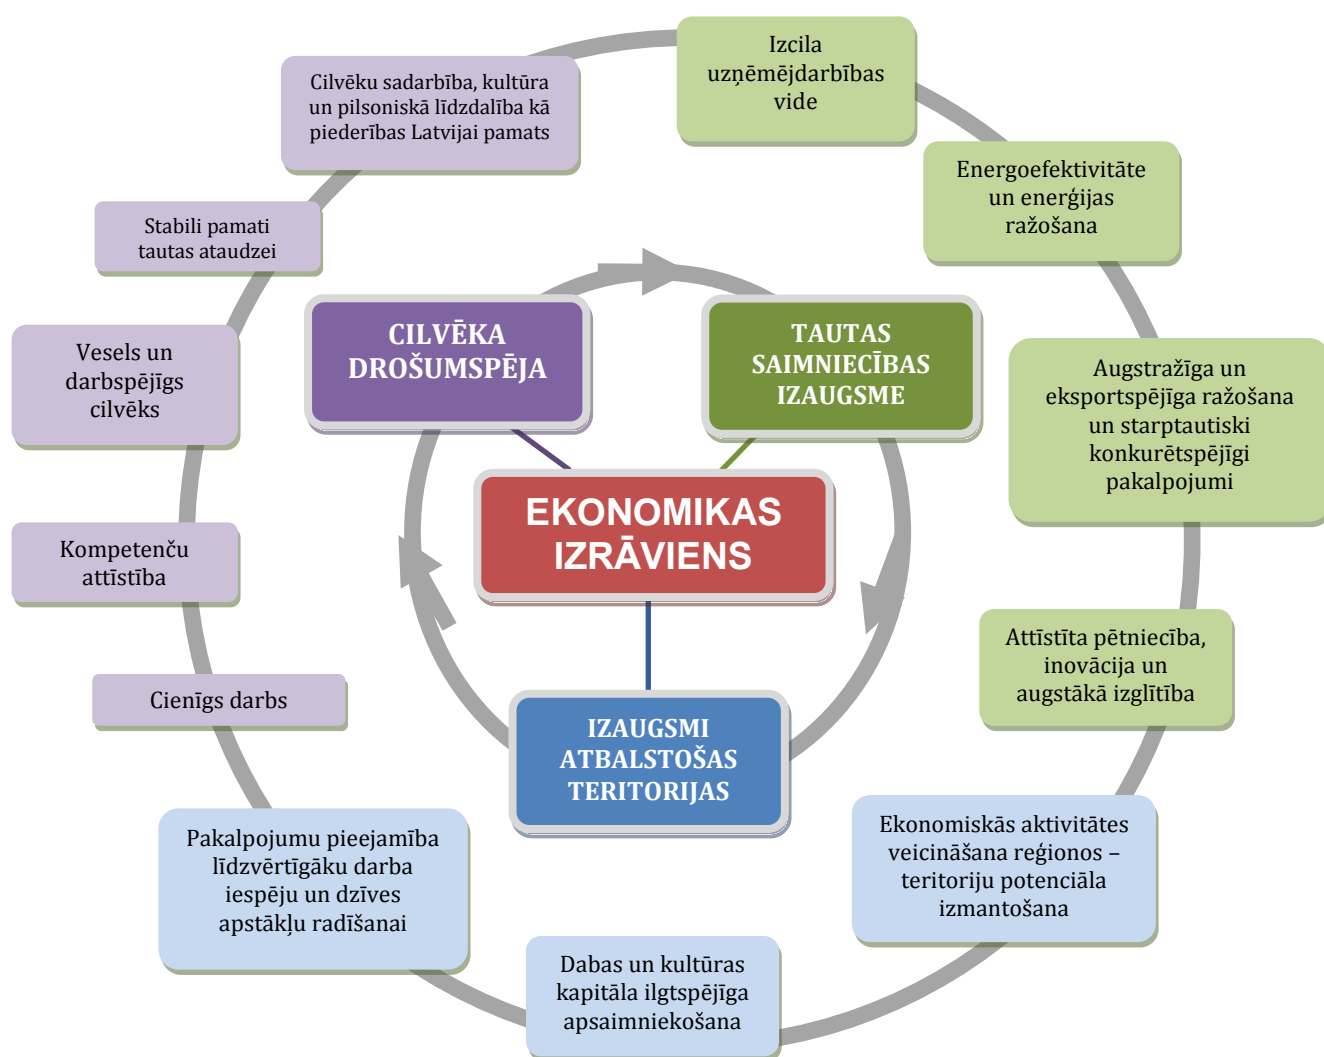 Izcila
uzņēmējdarbības
vide
Cilvēku sadarbība, kultūra
un pilsoniskā līdzdalība kā
piederības Latvijai pamats
Energoefektivitāte
un enerģijas
ražošana
Stabili pamati
tautas ataudzei
CILVĒKA
DROŠUMSPĒJA
TAUTAS
SAIMNIECĪBAS
IZAUGSME
Vesels un
darbspējīgs
cilvēks
Augstražīga un
eksportspējīga ražošana
un starptautiski
konkurētspējīgi
pakalpojumi
EKONOMIKAS
IZRĀVIENS
Kompetenču
attīstība
Attīstīta pētniecība,
inovācija un
augstākā izglītība
Cienīgs darbs
IZAUGSMI
ATBALSTOŠAS
TERITORIJAS
Pakalpojumu pieejamība
līdzvērtīgāku darba
iespēju un dzīves
apstākļu radīšanai
Ekonomiskās aktivitātes
veicināšana reģionos –
teritoriju potenciāla
izmantošana
Dabas un kultūras
kapitāla ilgtspējīga
apsaimniekošana